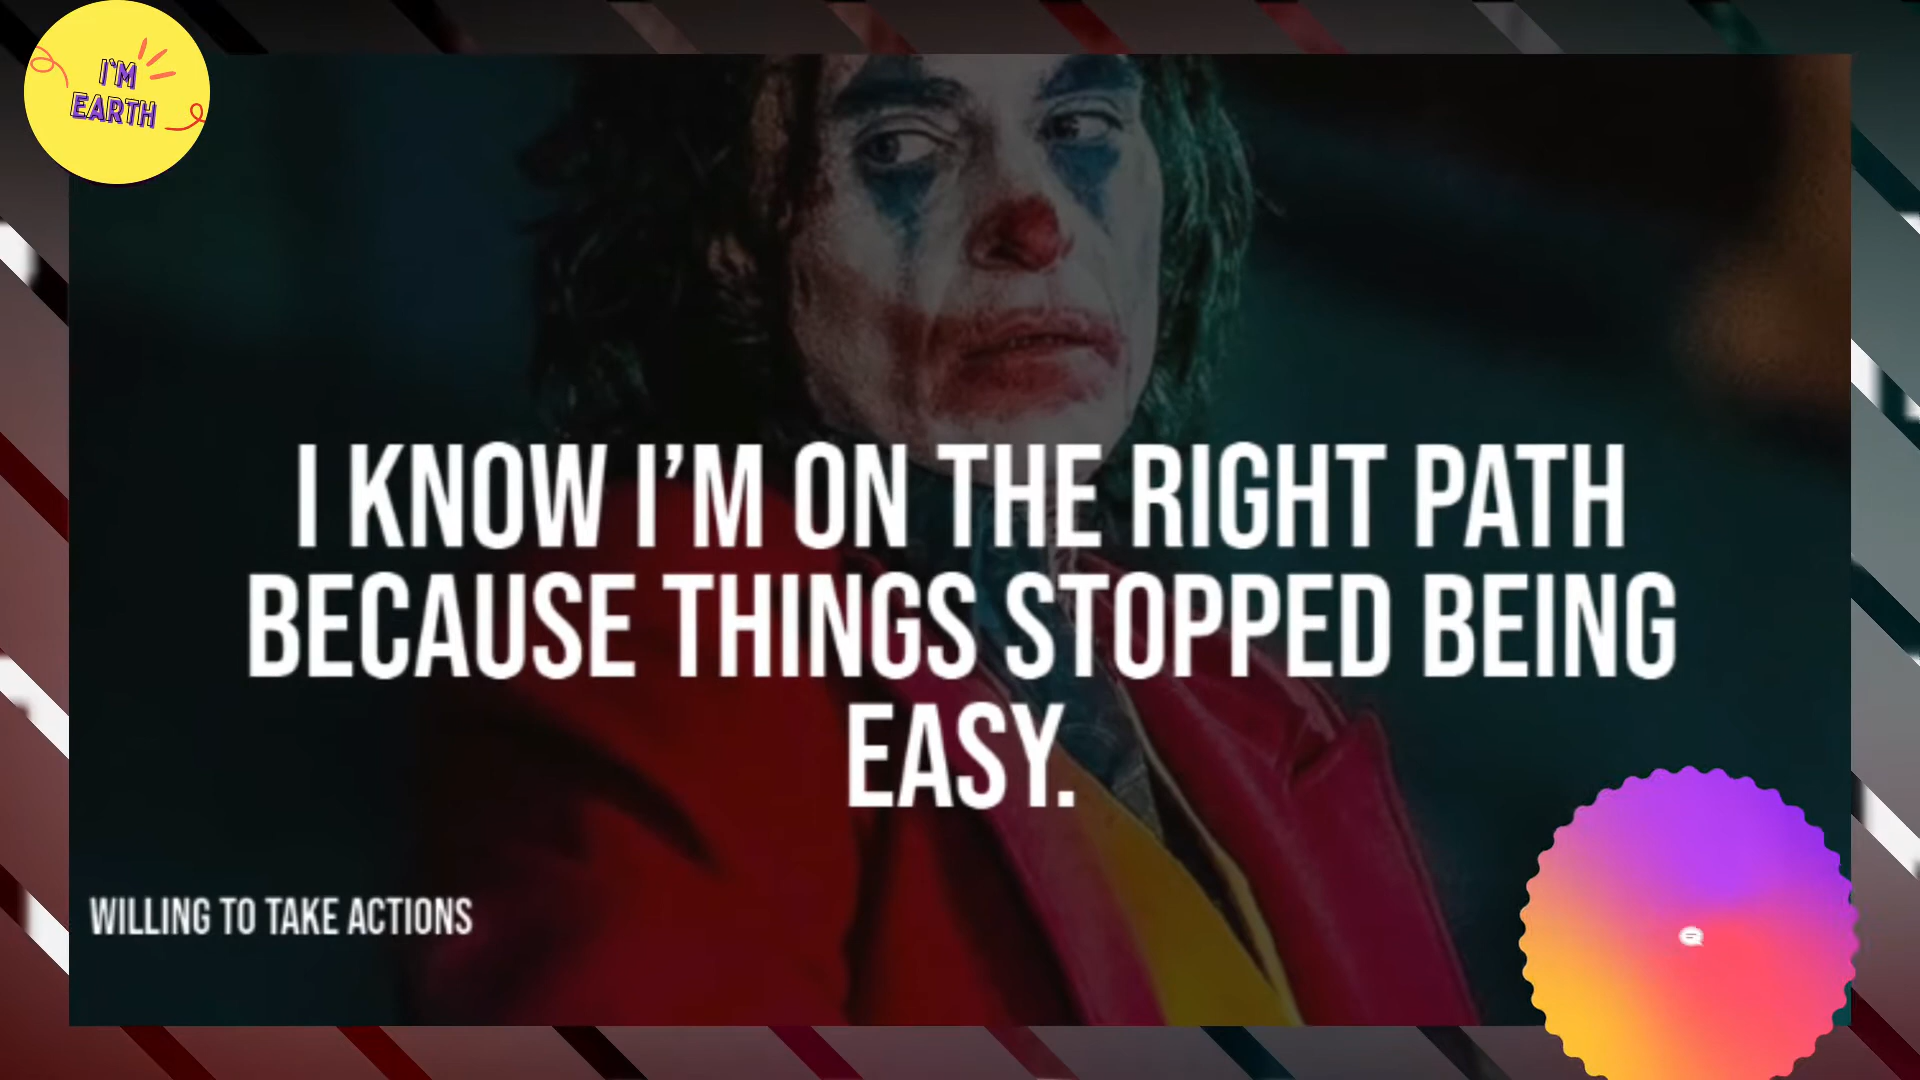 I'M
EARTH
I KNOW I’M ON THE RIGHT PATH
BECAUSE THINGS STOPPED BEING
EASY.
WILLING TO TAKE ACTIONS